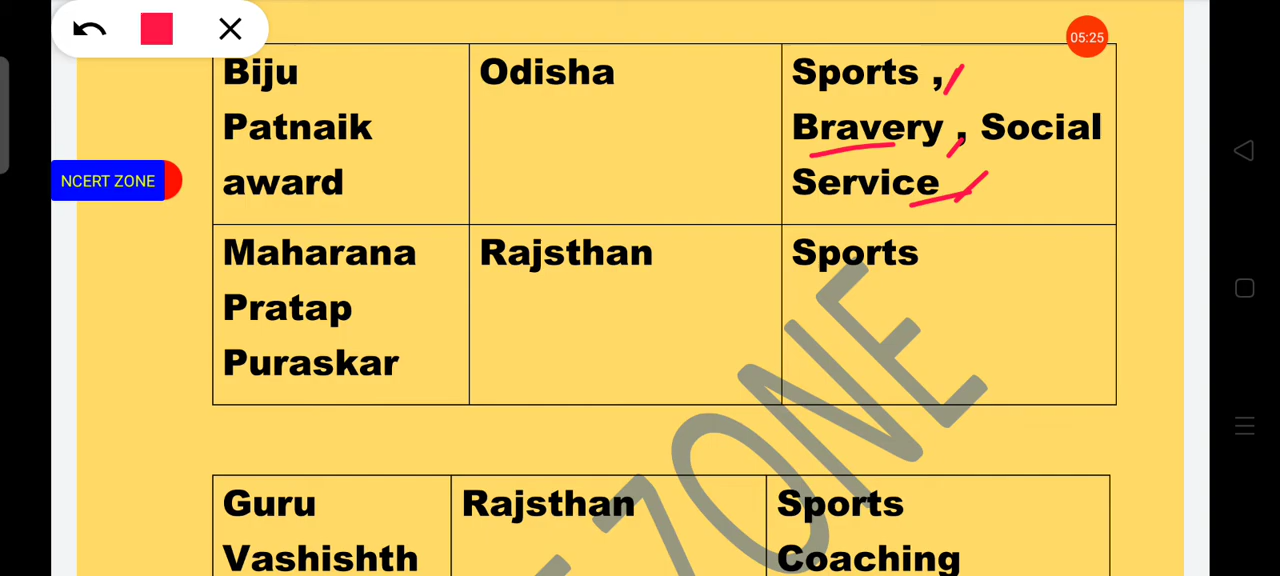 05:25
Biju Odisha Sports ,
Patnaik Bravery , Social
award Service
NCERT ZONE
Maharana Rajsthan Sports
Pratap
Puraskar
ZONE
Guru Rajsthan Sports
Vashishth Coaching